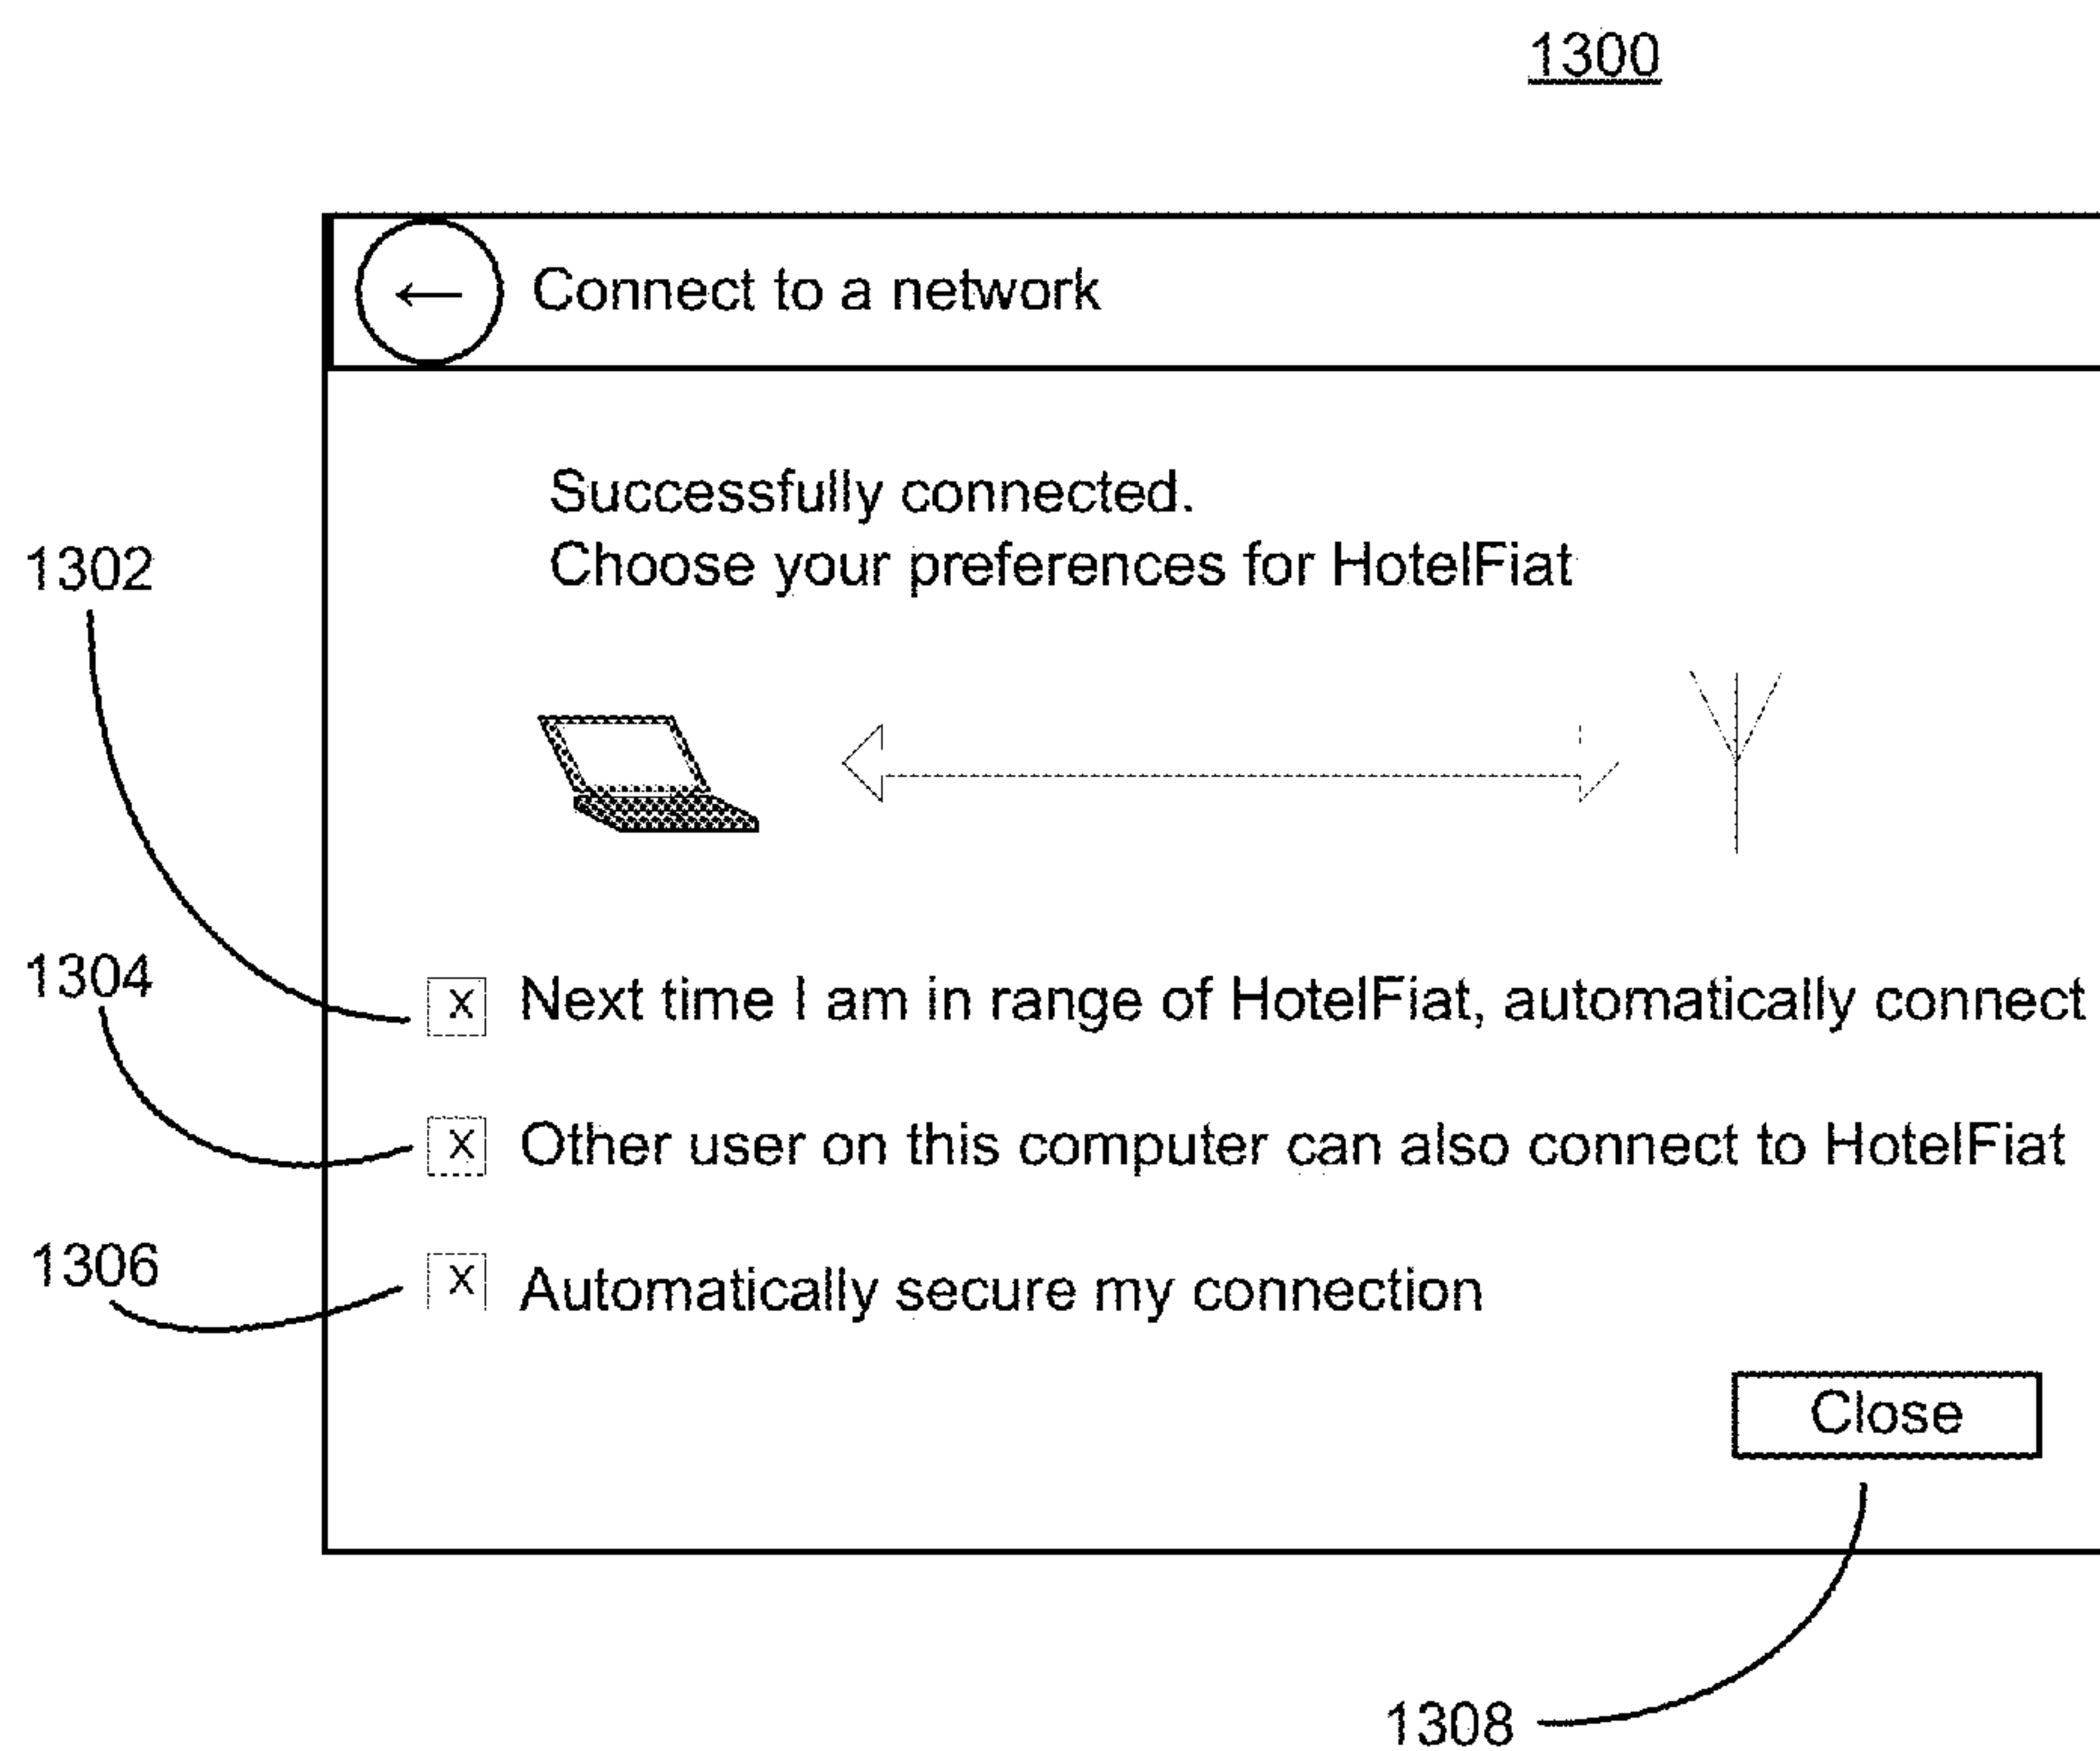 1300
← Connect to a network
Successfully connected.
Choose your preferences for HotelFiat
1302
1304
X Next time I am in range of HotelFiat, automatically connect
X Other user on this computer can also connect to HotelFiat
1306
X Automatically secure my connection
Close
1308